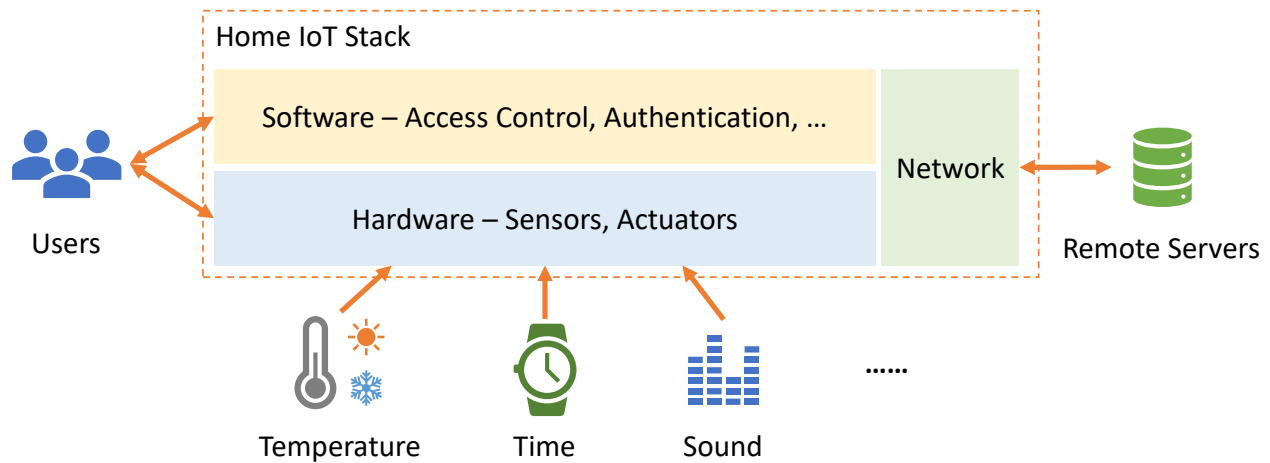 Home IoT Stack
Software – Access Control, Authentication, ...
Network
Hardware – Sensors, Actuators
Users
Remote Servers
......
Temperature
Time
Sound